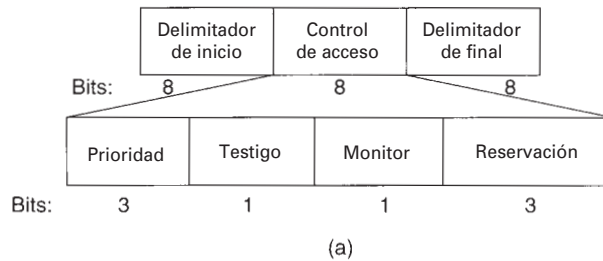 Delimitador Control Delimitador
de inicio de acceso de final
Bits: 8 8 8
Prioridad Testigo Monitor Reservación
Bits: 3 1 1 3
(a)